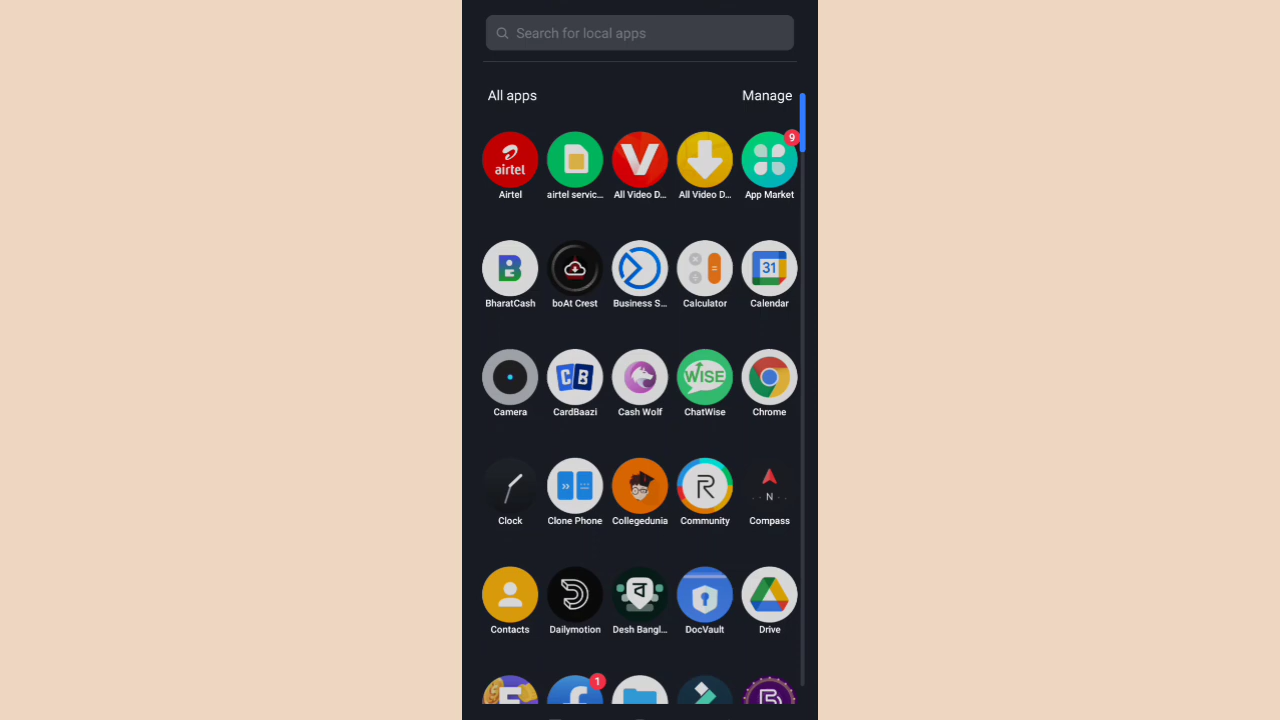 Search for local apps
All apps
Manage
9
airtel
Airtel
airtel servic...
All Video D...
All Video D...
App Market
31
BharatCash
boAt Crest
Business S...
Calculator
Calendar
CB
WISE
Camera
CardBaazi
Cash Wolf
ChatWise
Chrome
N
Clock
Clone Phone
Collegedunia
Community
Compass
ব
Contacts
Dailymotion
Desh Bangl...
DocVault
Drive
1